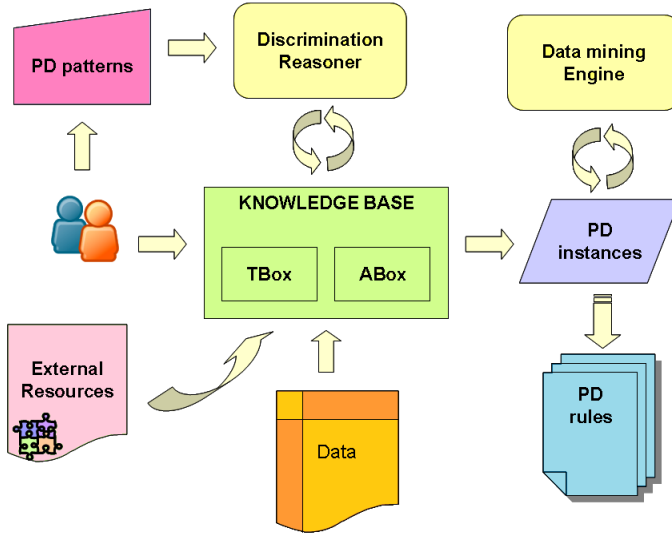 PD patterns
Discrimination
Reasoner
Data mining
Engine
KNOWLEDGE BASE
TBox
ABox
PD
instances
External
Resources
Data
PD
rules